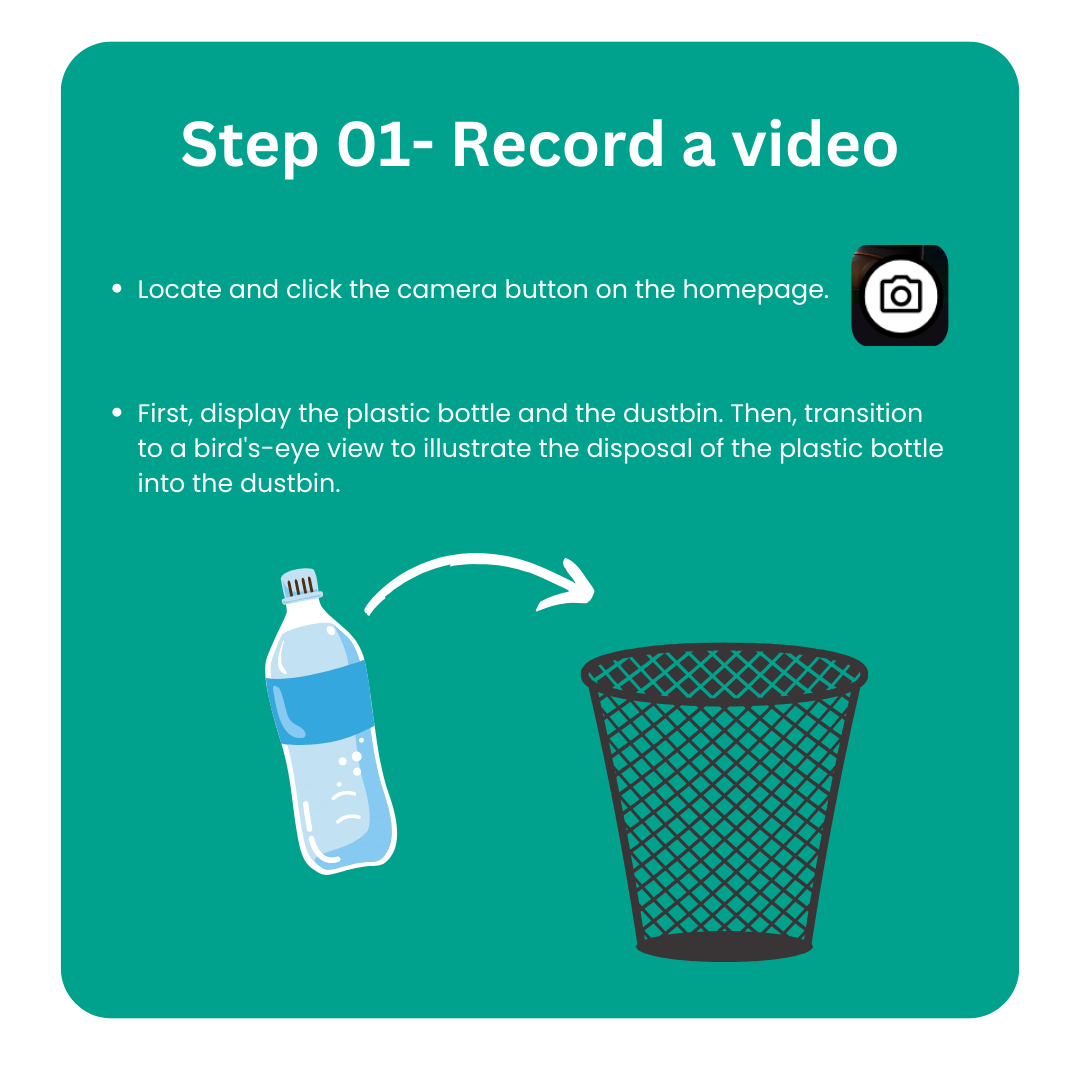 Step 01- Record a video
• Locate and click the camera button on the homepage.
• First, display the plastic bottle and the dustbin. Then, transition
to a bird's-eye view to illustrate the disposal of the plastic bottle
into the dustbin.